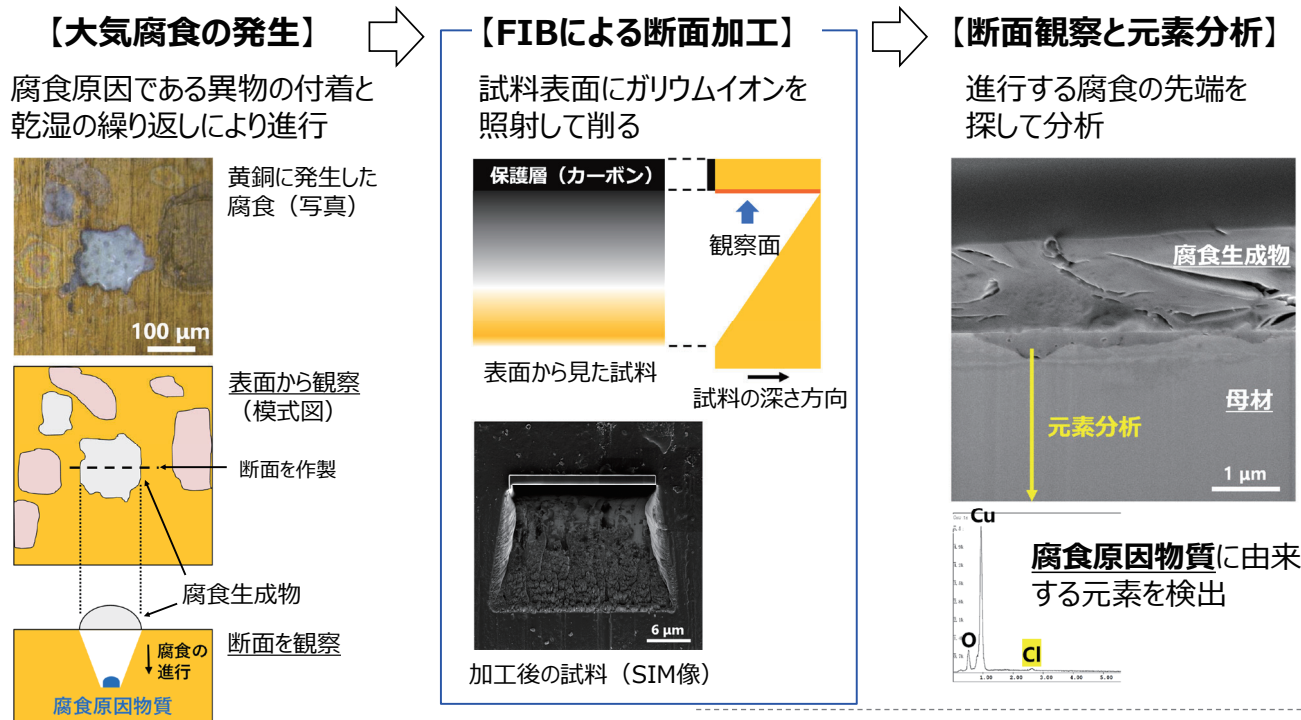 【大気腐食の発生】
腐食原因である異物の付着と
乾湿の繰り返しにより進行
黄銅に発生した
腐食（写真）
100 μm
表面から観察
（模式図）
断面を作製
腐食生成物
断面を観察
腐食の
進行
腐食原因物質
【FIBによる断面加工】
試料表面にガリウムイオンを
照射して削る
保護層（カーボン）
観察面
表面から見た試料
試料の深さ方向
6 μm
加工後の試料（SIM像）
【断面観察と元素分析】
進行する腐食の先端を
探して分析
腐食生成物
母材
元素分析
1 μm
Cu
O
Cl
1.00 2.00 3.00 4.00 5.00
腐食原因物質に由来
する元素を検出